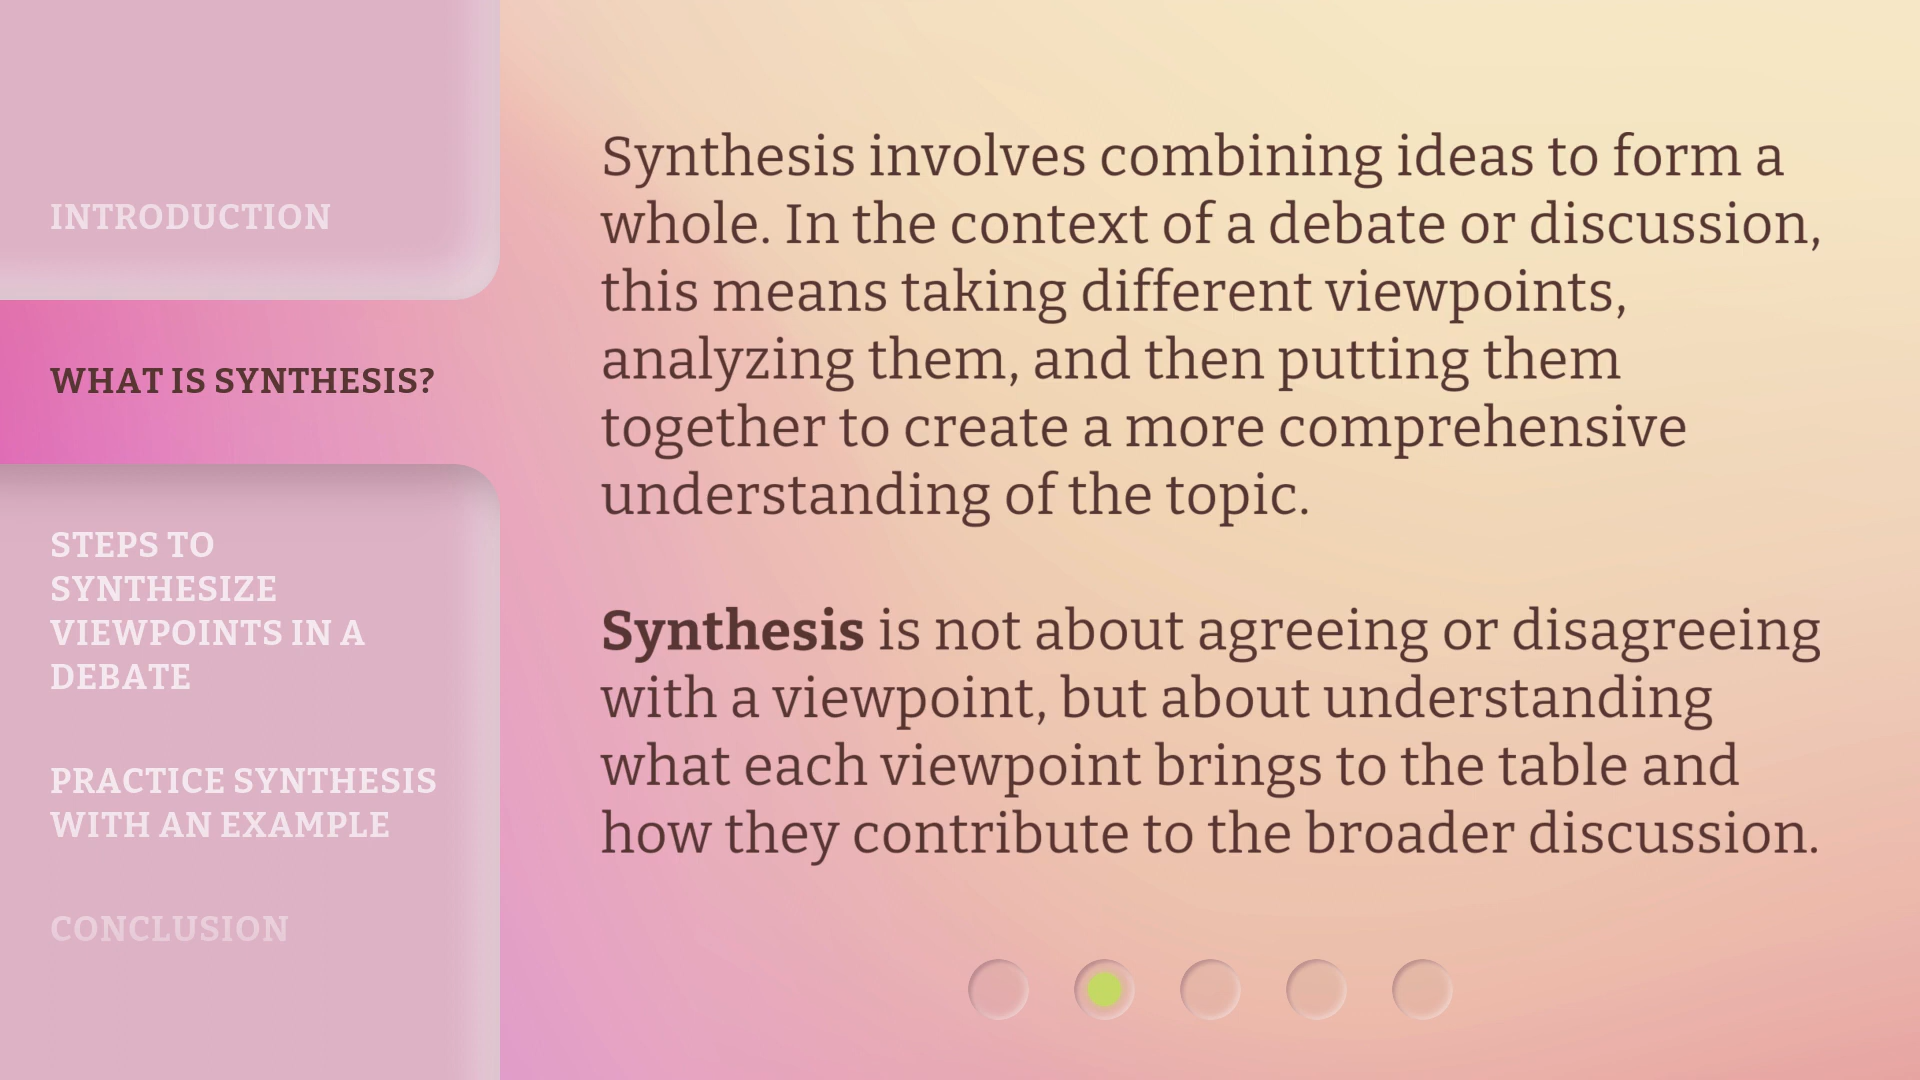 INTRODUCTION
WHAT IS SYNTHESIS?
STEPS TO
SYNTHESIZE
VIEWPOINTS IN A
DEBATE
PRACTICE SYNTHESIS
WITH AN EXAMPLE
CONCLUSION
Synthesis involves combining ideas to form a
whole. In the context of a debate or discussion,
this means taking different viewpoints,
analyzing them, and then putting them
together to create a more comprehensive
understanding of the topic.
Synthesis is not about agreeing or disagreeing
with a viewpoint, but about understanding
what each viewpoint brings to the table and
how they contribute to the broader discussion.